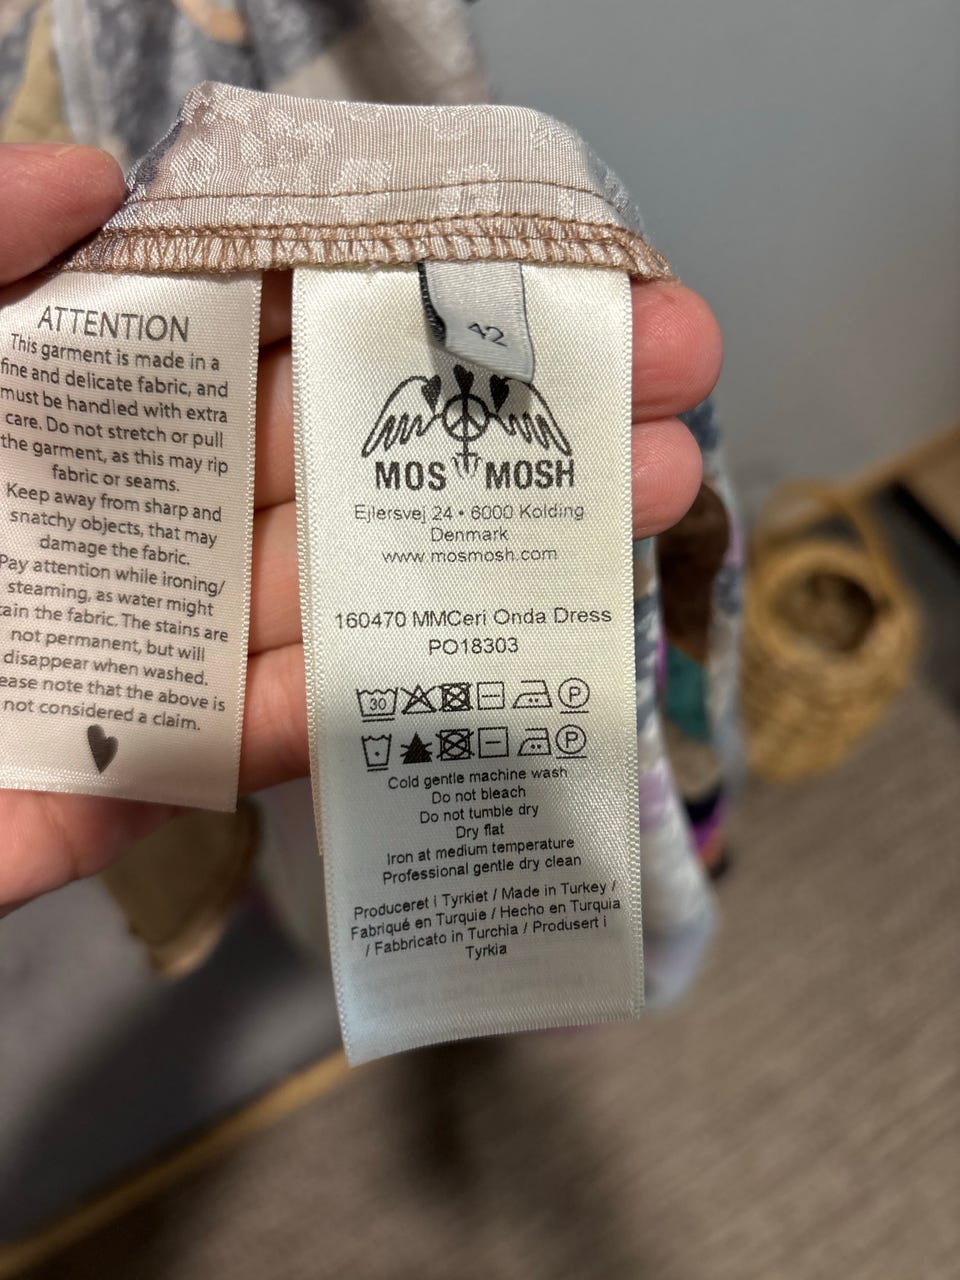 ATTENTION
This garment is made in a
fine and delicate fabric, and
must be handled with extra
care. Do not stretch or pull
the garment, as this may rip
fabric or seams.
Keep away from sharp and
snatchy objects, that may
damage the fabric.
Pay attention while ironing/
steaming, as water might
tain the fabric. The stains are
not permanent, but will
disappear when washed.
ease note that the above is
not considered a claim.
42
MOS MOSH
Ejlersvej 24 • 6000 Kolding
Denmark
www.mosmosh.com
160470 MMCeri Onda Dress
PO18303
30
P
P
Cold gentle machine wash
Do not bleach
Do not tumble dry
Dry flat
Iron at medium temperature
Professional gentle dry clean
Produceret i Tyrkiet / Made in Turkey /
Fabriqué en Turquie / Hecho en Turquia
/ Fabbricato in Turchia / Produsert i
Tyrkia